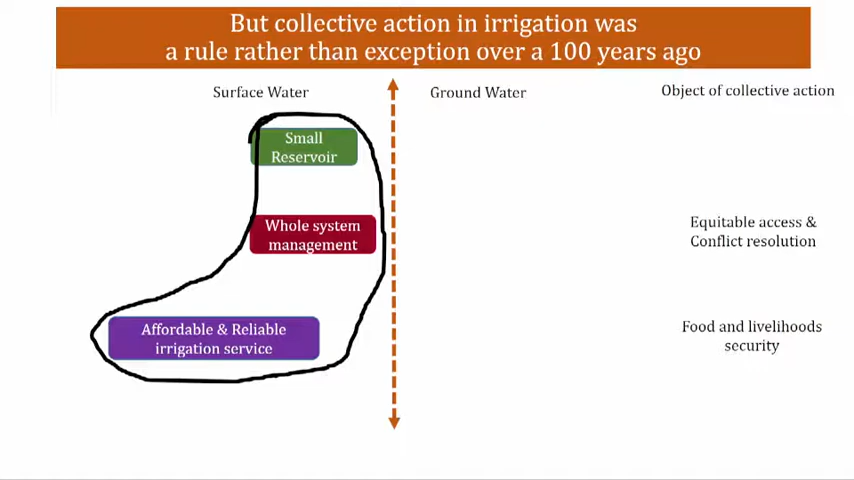 But collective action in irrigation was
a rule rather than exception over a 100 years ago
Surface Water
Ground Water
Object of collective action
Small
Reservoir
Whole system
management
Equitable access &
Conflict resolution
Affordable & Reliable
irrigation service
Food and livelihoods
security